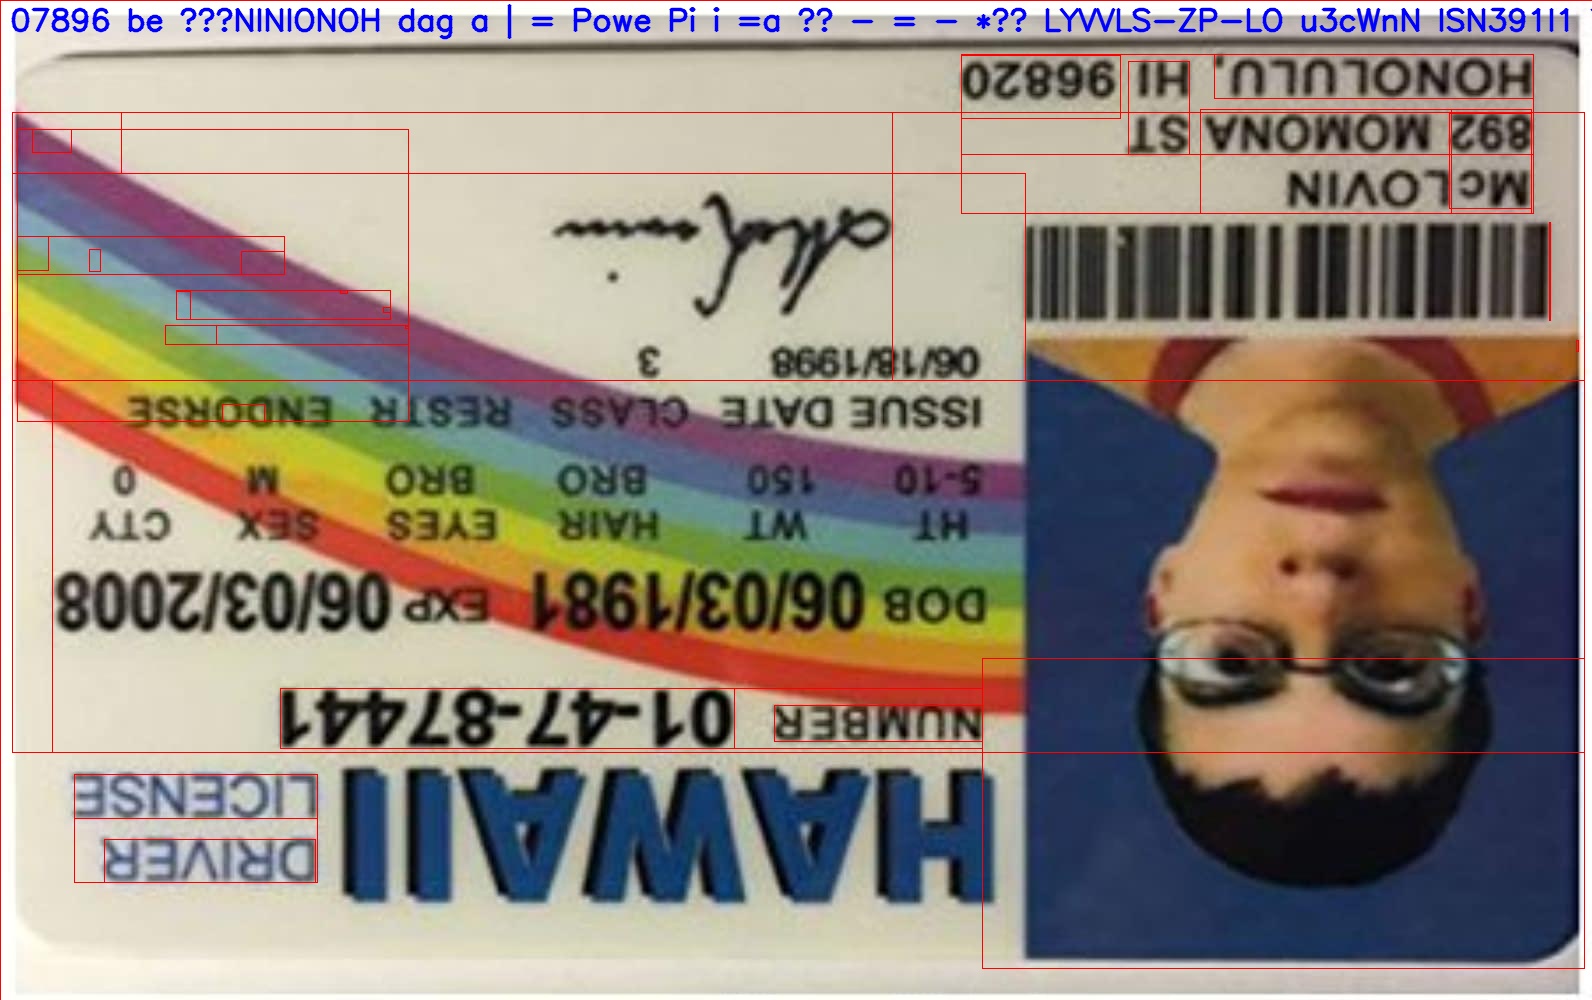 07896 be ???NINIONOH dag a | = Powe Pi i =a ?? - = - *?? LYVVLS-ZP-LO u3cWnN ISN391I1
HAWAII
DRIVER
LICENSE
NUMBER 01-47-87441
DOB 06/03/1981 EXP 06/03/2008
HT WT HAIR EYES SEX CTY
5-10 150 BRO BRO M 0
ISSUE DATE CLASS RESTR ENDORSE
06/18/1998 3
McLOVIN
892 MOMONA ST
HONOLULU, HI 96820